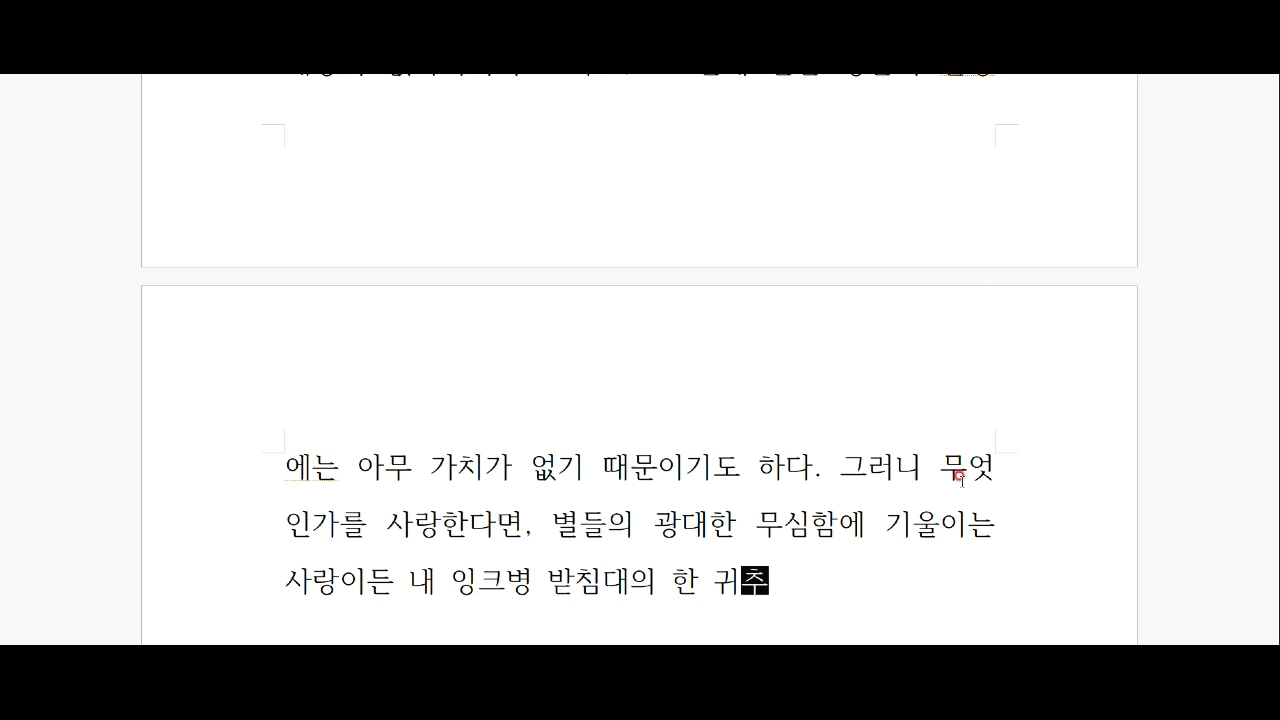 에는 아무 가치가 없기 때문이기도 하다. 그러니 무엇
인가를 사랑한다면, 별들의 광대한 무심함에 기울이는
사랑이든 내 잉크병 받침대의 한 귀추